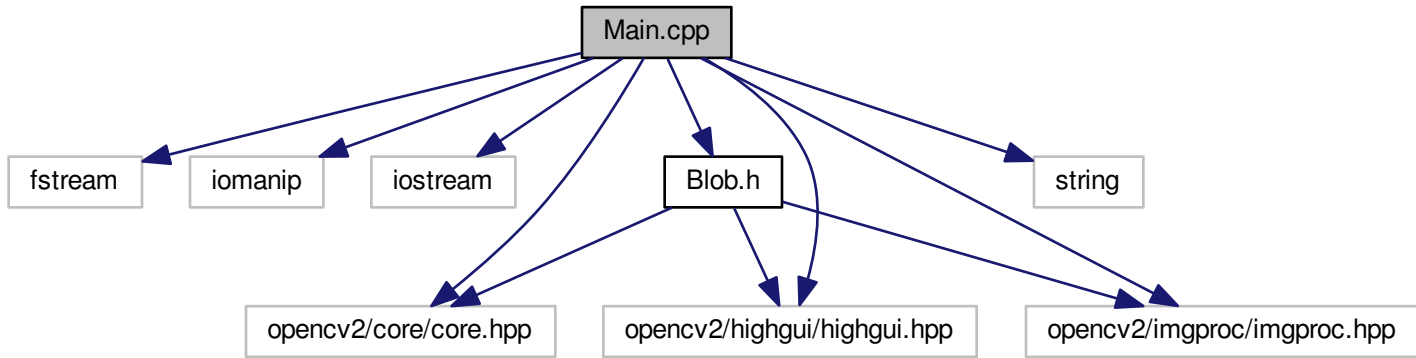 Main.cpp
fstream
iomanip
iostream
Blob.h
string
opencv2/core/core.hpp
opencv2/highgui/highgui.hpp
opencv2/imgproc/imgproc.hpp